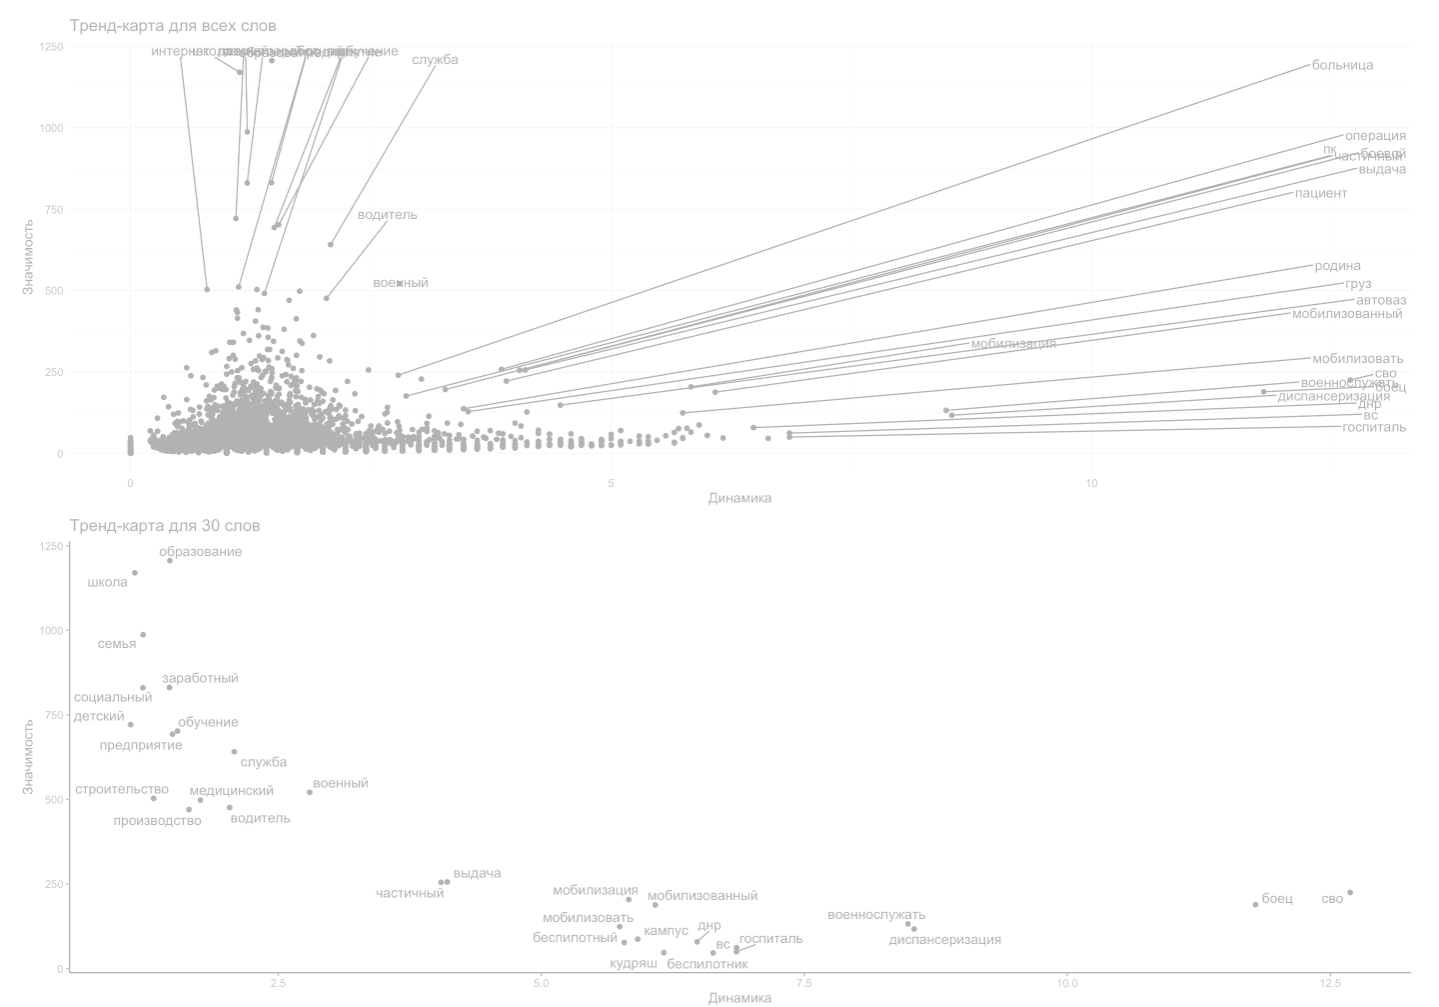 Тренд-карта для всех слов
1250
интернет
обучение
служба
больница
1000
операция
пк
частичный
боевой
выдача
пациент
750
водитель
Значимость
родина
500
военный
груз
автоваз
мобилизованный
мобилизация
мобилизовать
250
сво
военнослужать
боец
диспансеризация
днр
вс
госпиталь
0
0
5
10
Динамика
Тренд-карта для 30 слов
1250
образование
школа
1000
семья
заработный
социальный
750
детский
обучение
Значимость
предприятие
служба
военный
строительство
медицинский
500
производство
водитель
выдача
250
частичный
мобилизация
мобилизованный
боец
сво
мобилизовать
военнослужать
кампус
днр
беспилотный
вс
госпиталь
диспансеризация
кудряш
беспилотник
0
2.5
5.0
7.5
10.0
12.5
Динамика